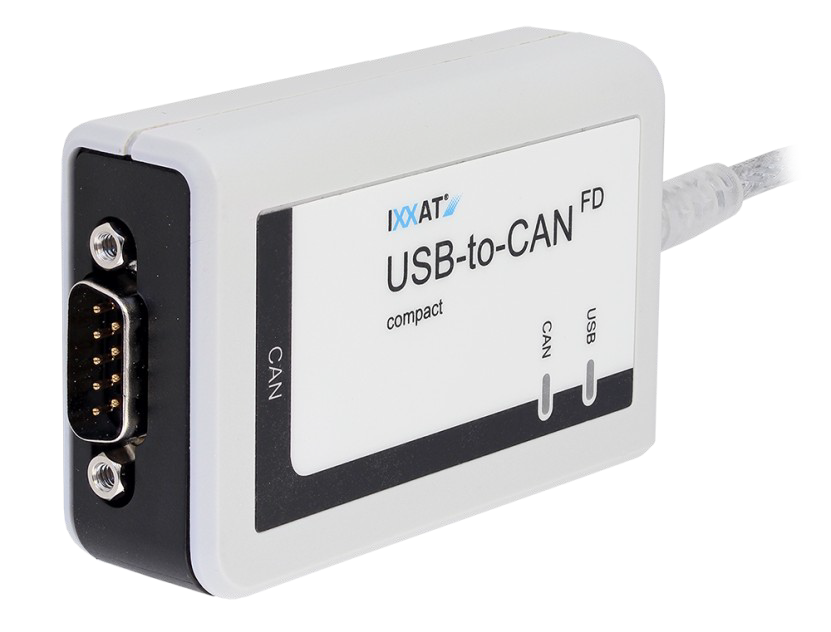 IXXAT®
USB-to-CAN FD
compact
CAN
CAN
USB